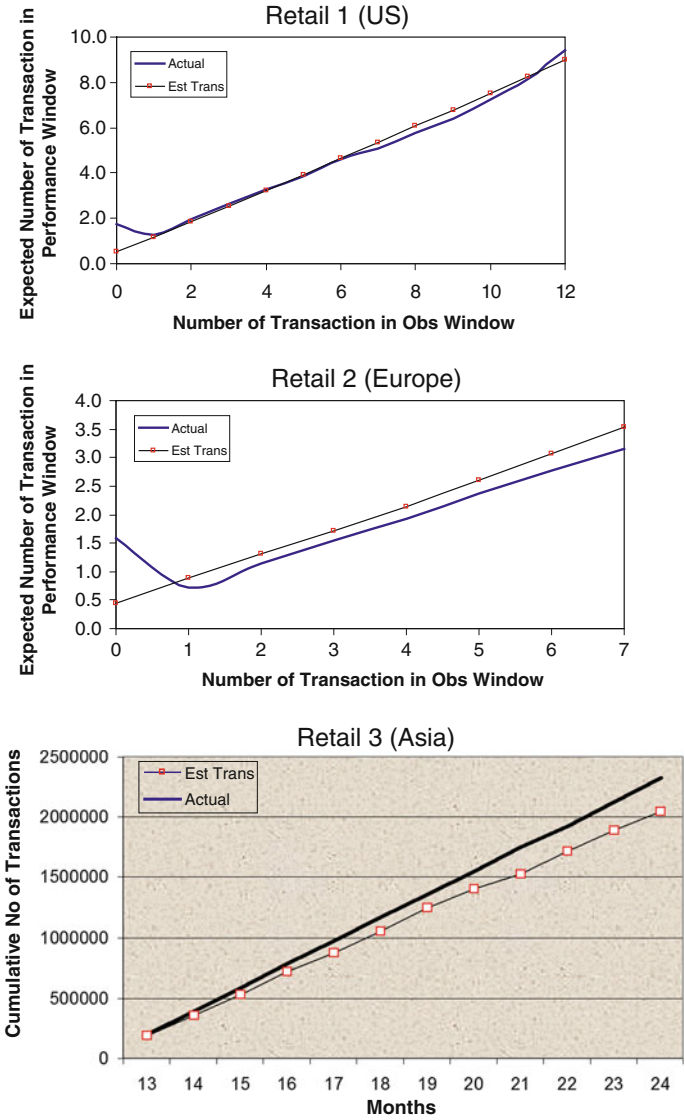 Retail 1 (US)
Expected Number of Transaction in
Performance Window
10.0
8.0
6.0
4.0
2.0
0.0
Actual
Est Trans
0 2 4 6 8 10 12
Number of Transaction in Obs Window
Retail 2 (Europe)
Expected Number of Transaction in
Performance Window
4.0
3.5
3.0
2.5
2.0
1.5
1.0
0.5
0.0
Actual
Est Trans
0 1 2 3 4 5 6 7
Number of Transaction in Obs Window
Retail 3 (Asia)
Cumulative No of Transactions
2500000
2000000
1500000
1000000
500000
0
Est Trans
Actual
13 14 15 16 17 18 19 20 21 22 23 24
Months